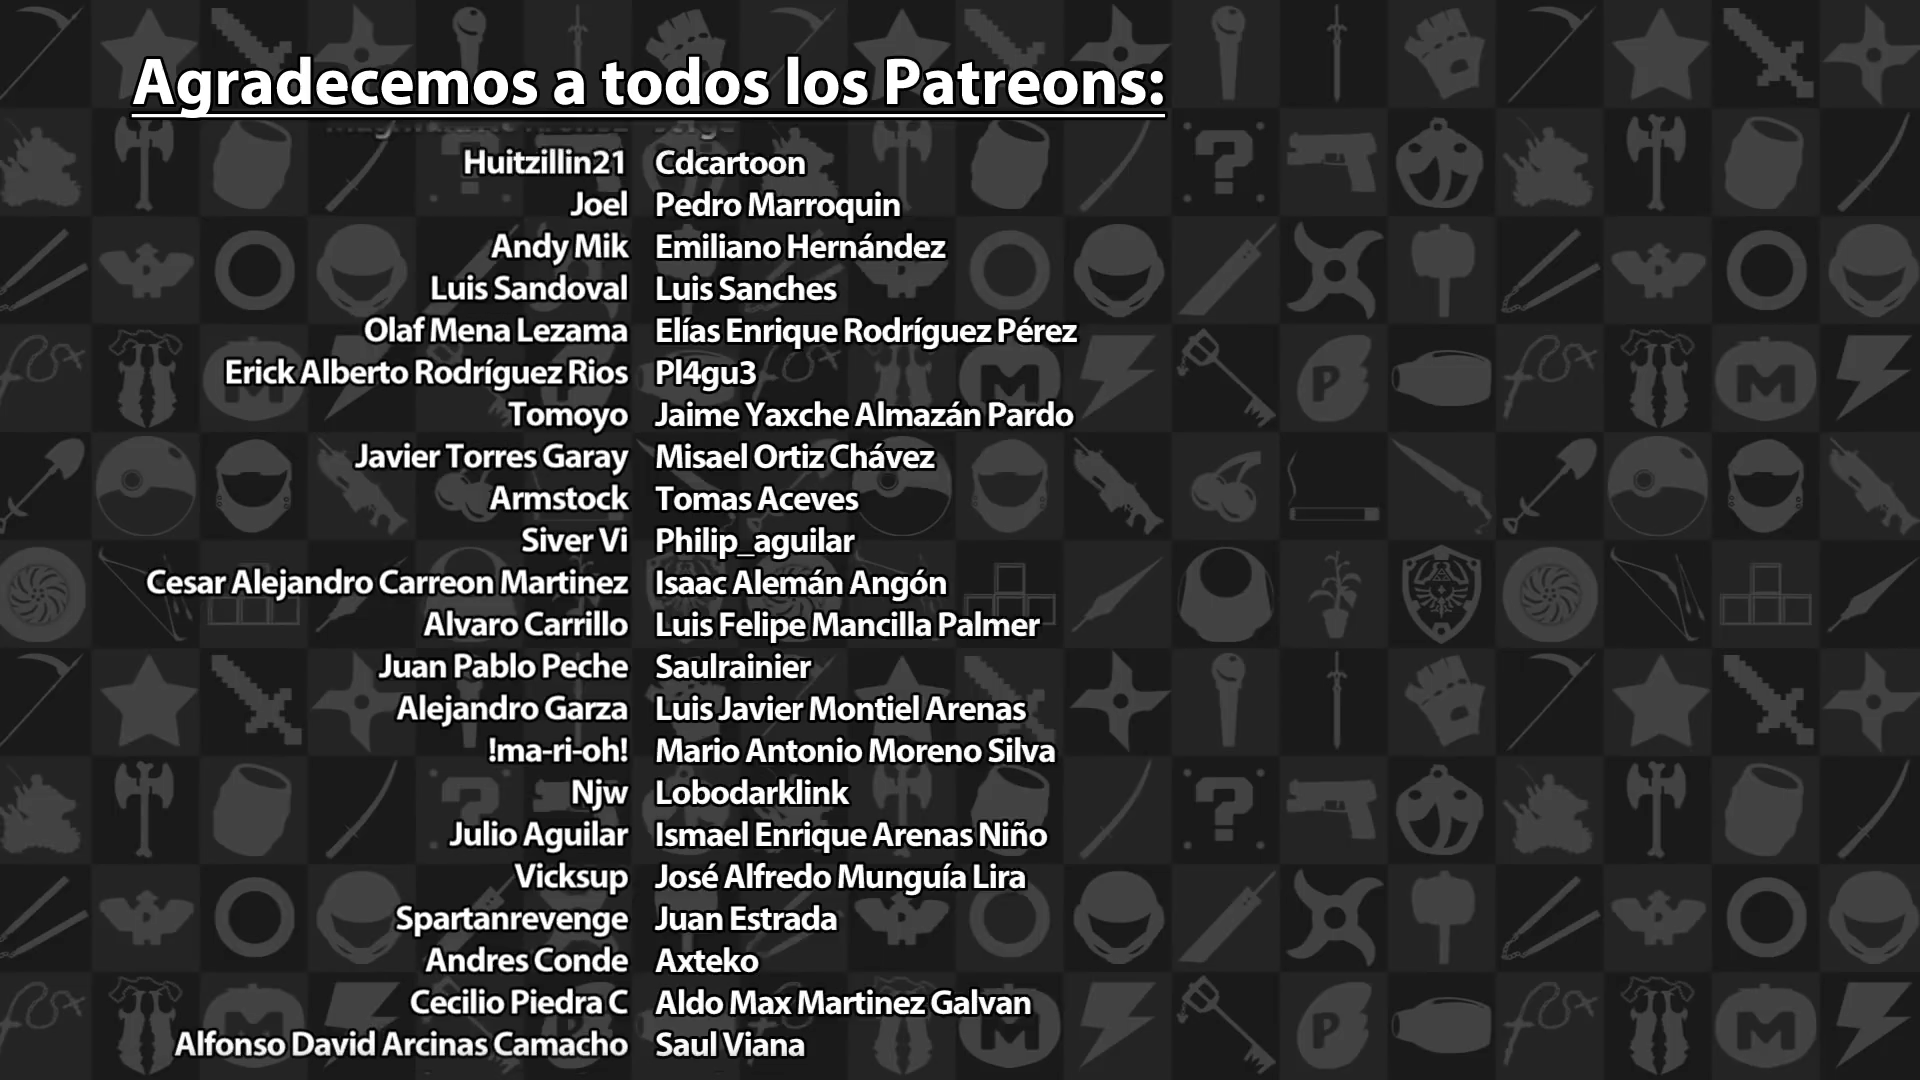 Agradecemos a todos los Patreons:
Huitzillin21 Cdcartoon
Joel Pedro Marroquin
Andy Mik Emiliano Hernández
Luis Sandoval Luis Sanches
Olaf Mena Lezama Elías Enrique Rodríguez Pérez
Erick Alberto Rodríguez Rios Pl4gu3
Tomoyo Jaime Yaxche Almazán Pardo
Javier Torres Garay Misael Ortiz Chávez
Armstock Tomas Aceves
Siver Vi Philip_aguilar
Cesar Alejandro Carreon Martinez Isaac Alemán Angón
Alvaro Carrillo Luis Felipe Mancilla Palmer
Juan Pablo Peche Saulrainier
Alejandro Garza Luis Javier Montiel Arenas
!ma-ri-oh! Mario Antonio Moreno Silva
Njw Lobodarklink
Julio Aguilar Ismael Enrique Arenas Niño
Vicksup José Alfredo Munguía Lira
Spartanrevenge Juan Estrada
Andres Conde Axteko
Cecilio Piedra C Aldo Max Martinez Galvan
Alfonso David Arcinas Camacho Saul Viana